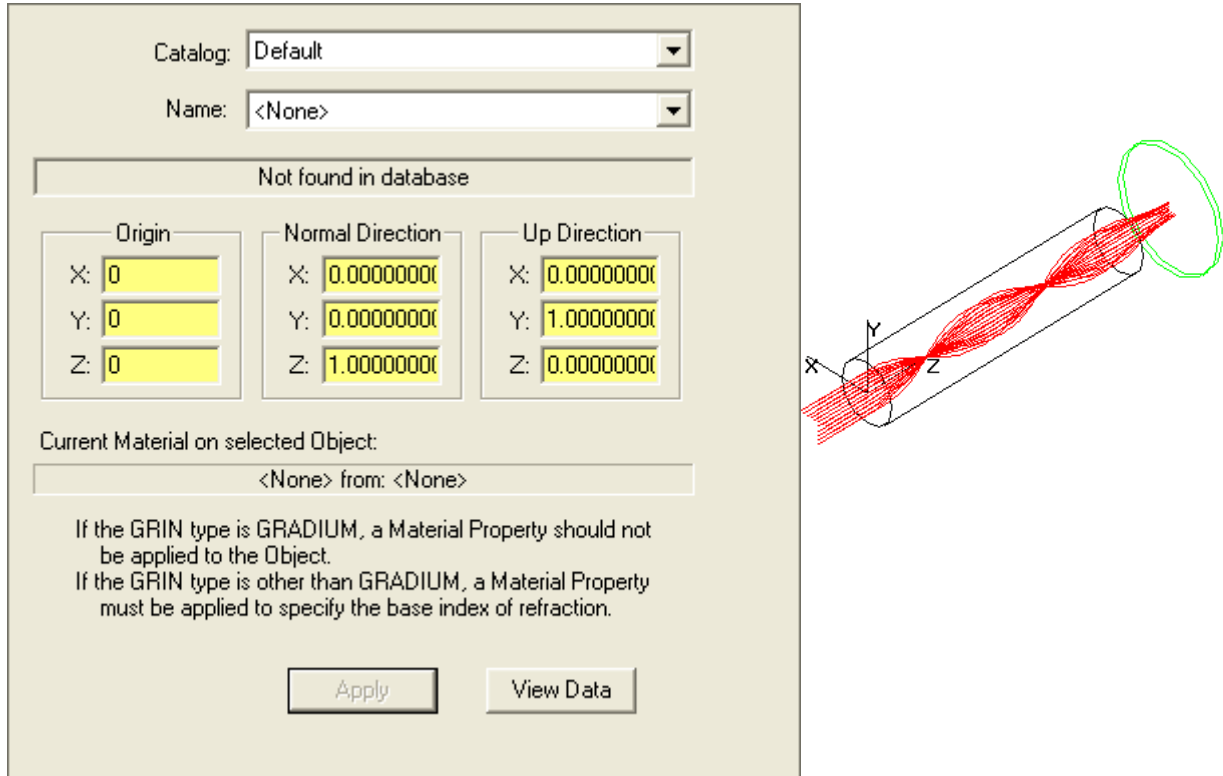 Catalog: Default
Name: <None>
Not found in database
Origin Normal Direction Up Direction
X: 0 X: 0.0000000( X: 0.0000000(
Y: 0 Y: 0.0000000( Y: 1.0000000(
Z: 0 Z: 1.0000000( Z: 0.0000000(
Current Material on selected Object:
<None> from: <None>
If the GRIN type is GRADIUM, a Material Property should not
be applied to the Object.
If the GRIN type is other than GRADIUM, a Material Property
must be applied to specify the base index of refraction.
Apply View Data
Y
X Z